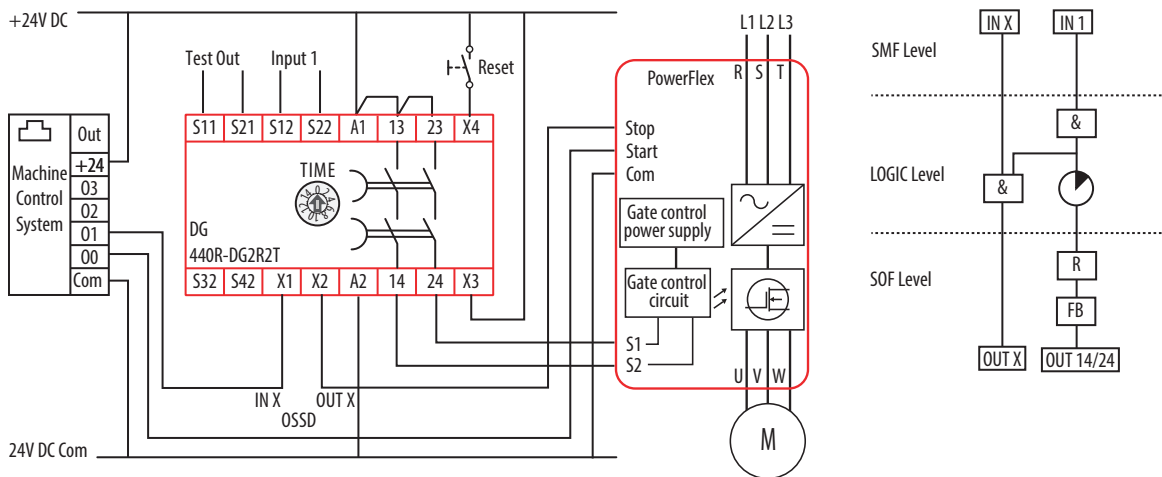 +24V DC
L1 L2 L3
IN X
IN 1
SMF Level
Test Out
Input 1
Reset
R S T
PowerFlex
S11 S21 S12 S22 A1 13 23 X4
Out
+24
03
02
01
00
Com
Machine
Control
System
TIME
Stop
Start
Com
&
LOGIC Level
&
Gate control
power supply
DG
440R-DG2R2T
S32 S42 X1 X2 A2 14 24 X3
Gate control
circuit
SOF Level
R
FB
S1
S2
OUT X
OUT 14/24
U V W
IN X
OUT X
OSSD
M
24V DC Com